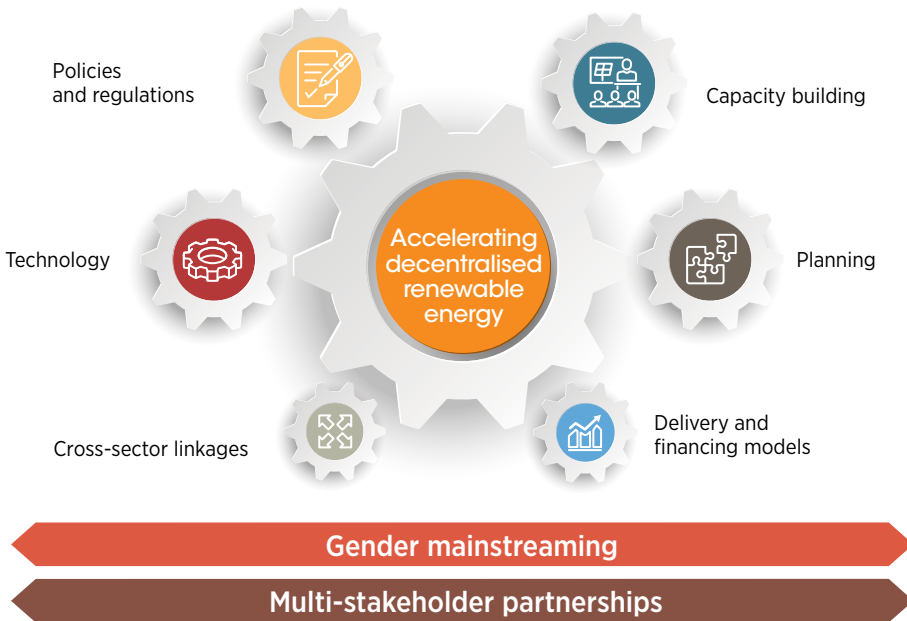 Policies
and regulations
Capacity building
Technology
Accelerating
decentralised
renewable
energy
Planning
Cross-sector linkages
Delivery and
financing models
Gender mainstreaming
Multi-stakeholder partnerships